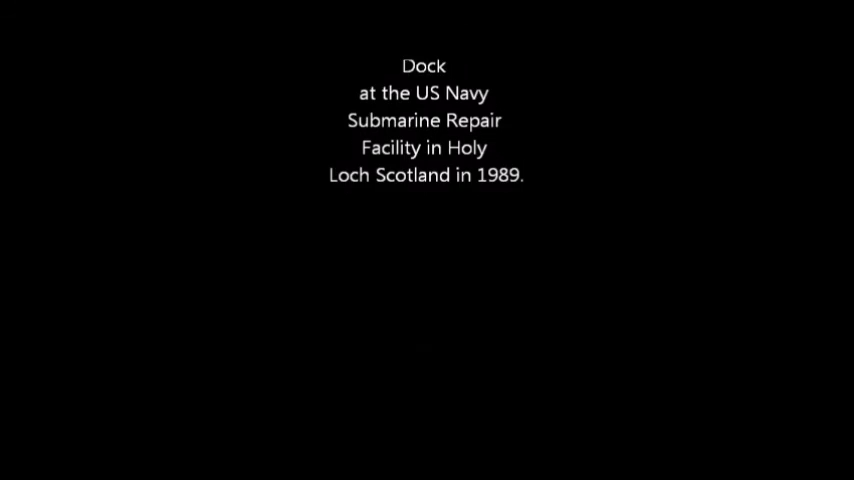 Dock
at the US Navy
Submarine Repair
Facility in Holy
Loch Scotland in 1989.